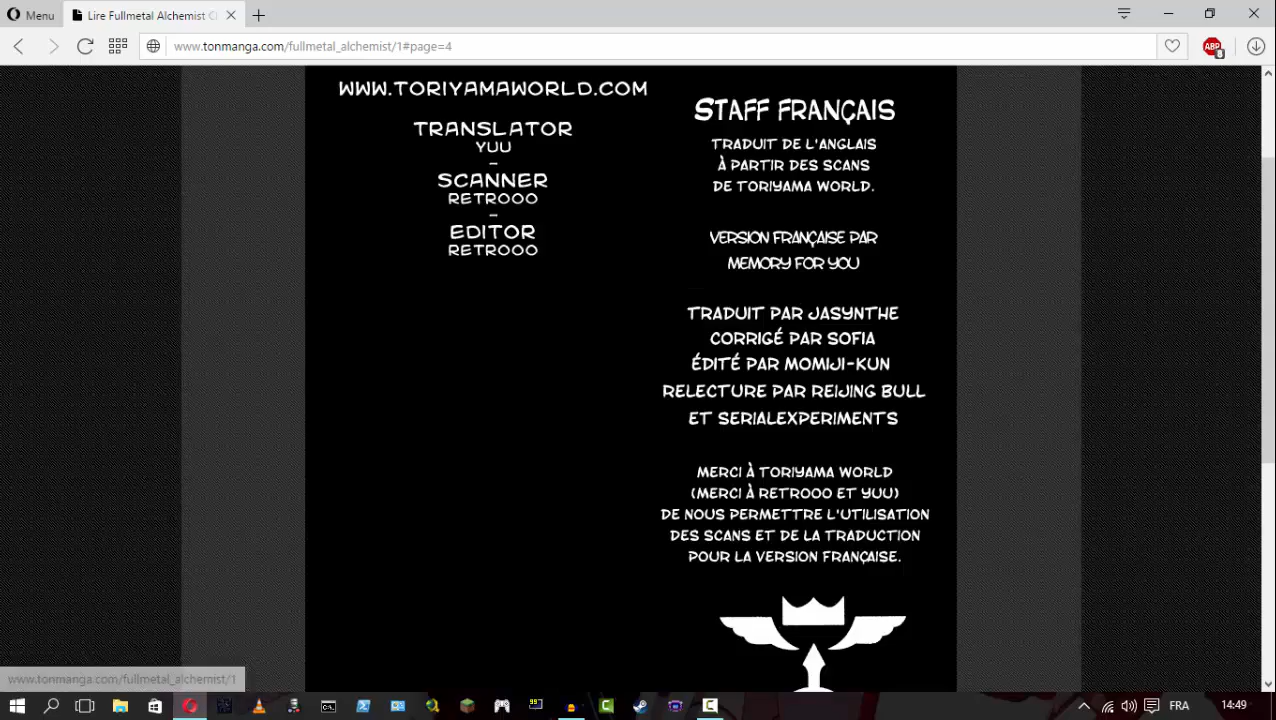 Menu
Lire Fullmetal Alchemist
www.tonmanga.com/fullmetal_alchemist/1#page=4
ABP
WWW.TORIYAMAWORLD.COM
TRANSLATOR
YUU
-
SCANNER
RETROOO
-
EDITOR
RETROOO
STAFF FRANÇAIS
TRADUIT DE L'ANGLAIS
À PARTIR DES SCANS
DE TORIYAMA WORLD.
VERSION FRANÇAISE PAR
MEMORY FOR YOU
TRADUIT PAR JASYNTHE
CORRIGÉ PAR SOFIA
ÉDITÉ PAR MOMIJI-KUN
RELECTURE PAR REIJING BULL
ET SERIALEXPERIMENTS
MERCI À TORIYAMA WORLD
(MERCI À RETROOO ET YUU)
DE NOUS PERMETTRE L'UTILISATION
DES SCANS ET DE LA TRADUCTION
POUR LA VERSION FRANÇAISE.
www.tonmanga.com/fullmetal_alchemist/1
FRA
14:49